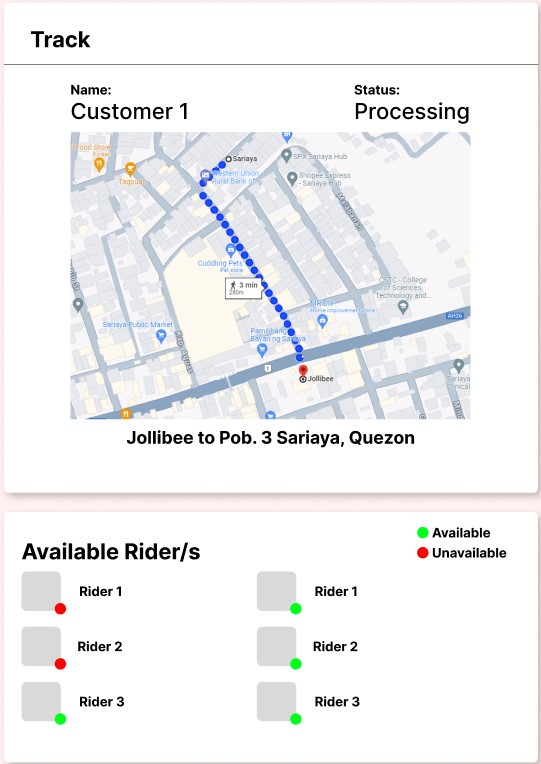 Track
Name:
Customer 1
Status:
Processing
Food Store
Korean
Tagpuan
Sariaya
Western Union
Rural Bank of
SPX Sariaya Hub
Shopee Express
- Sariaya Hub
Cuddling Pets
Pet store
3 min
280m
MR DIY
Home improvement store
CSTC - College
of Sciences,
Technology and...
AH26
Sariaya Public Market
Pamilihang
Bayan ng Sariaya
1
Jollibee
Sariaya
Clinical
Jollibee to Pob. 3 Sariaya, Quezon
Available Rider/s
Available
Unavailable
Rider 1
Rider 1
Rider 2
Rider 2
Rider 3
Rider 3